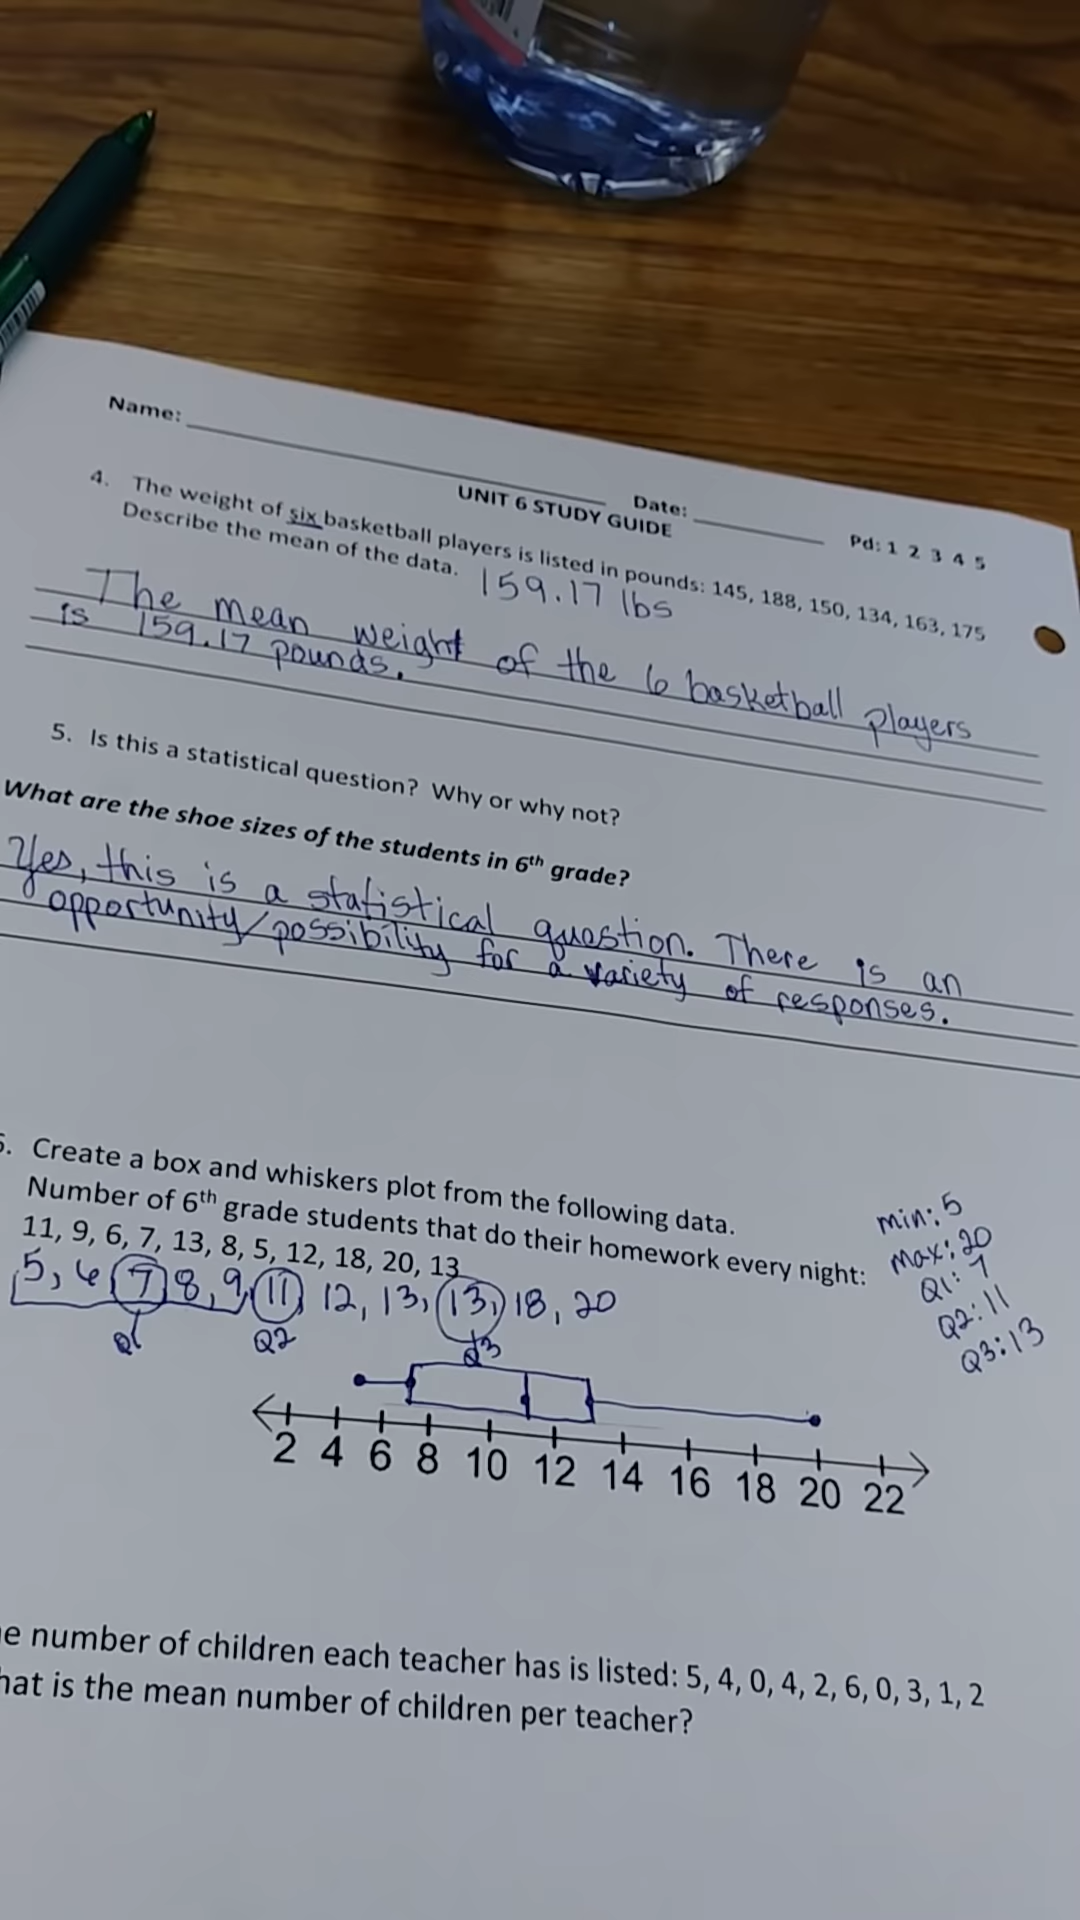 Name: Date: Pd: 1 2 3 4 5
UNIT 6 STUDY GUIDE
4. The weight of six basketball players is listed in pounds: 145, 188, 150, 134, 163, 175
Describe the mean of the data. 159.17 lbs
The mean weight of the 6 basketball players
is 159.17 pounds.
5. Is this a statistical question? Why or why not?
What are the shoe sizes of the students in 6th grade?
Yes, this is a statistical question. There is an
opportunity/possibility for a variety of responses.
6. Create a box and whiskers plot from the following data.
Number of 6th grade students that do their homework every night:
11, 9, 6, 7, 13, 8, 5, 12, 18, 20, 13
5, 6 7 8, 9, 11 12, 13, 13, 18, 20
Q1 Q2 Q3
min: 5
max: 20
Q1: 7
Q2: 11
Q3: 13
2 4 6 8 10 12 14 16 18 20 22
number of children each teacher has is listed: 5, 4, 0, 4, 2, 6, 0, 3, 1, 2
is the mean number of children per teacher?